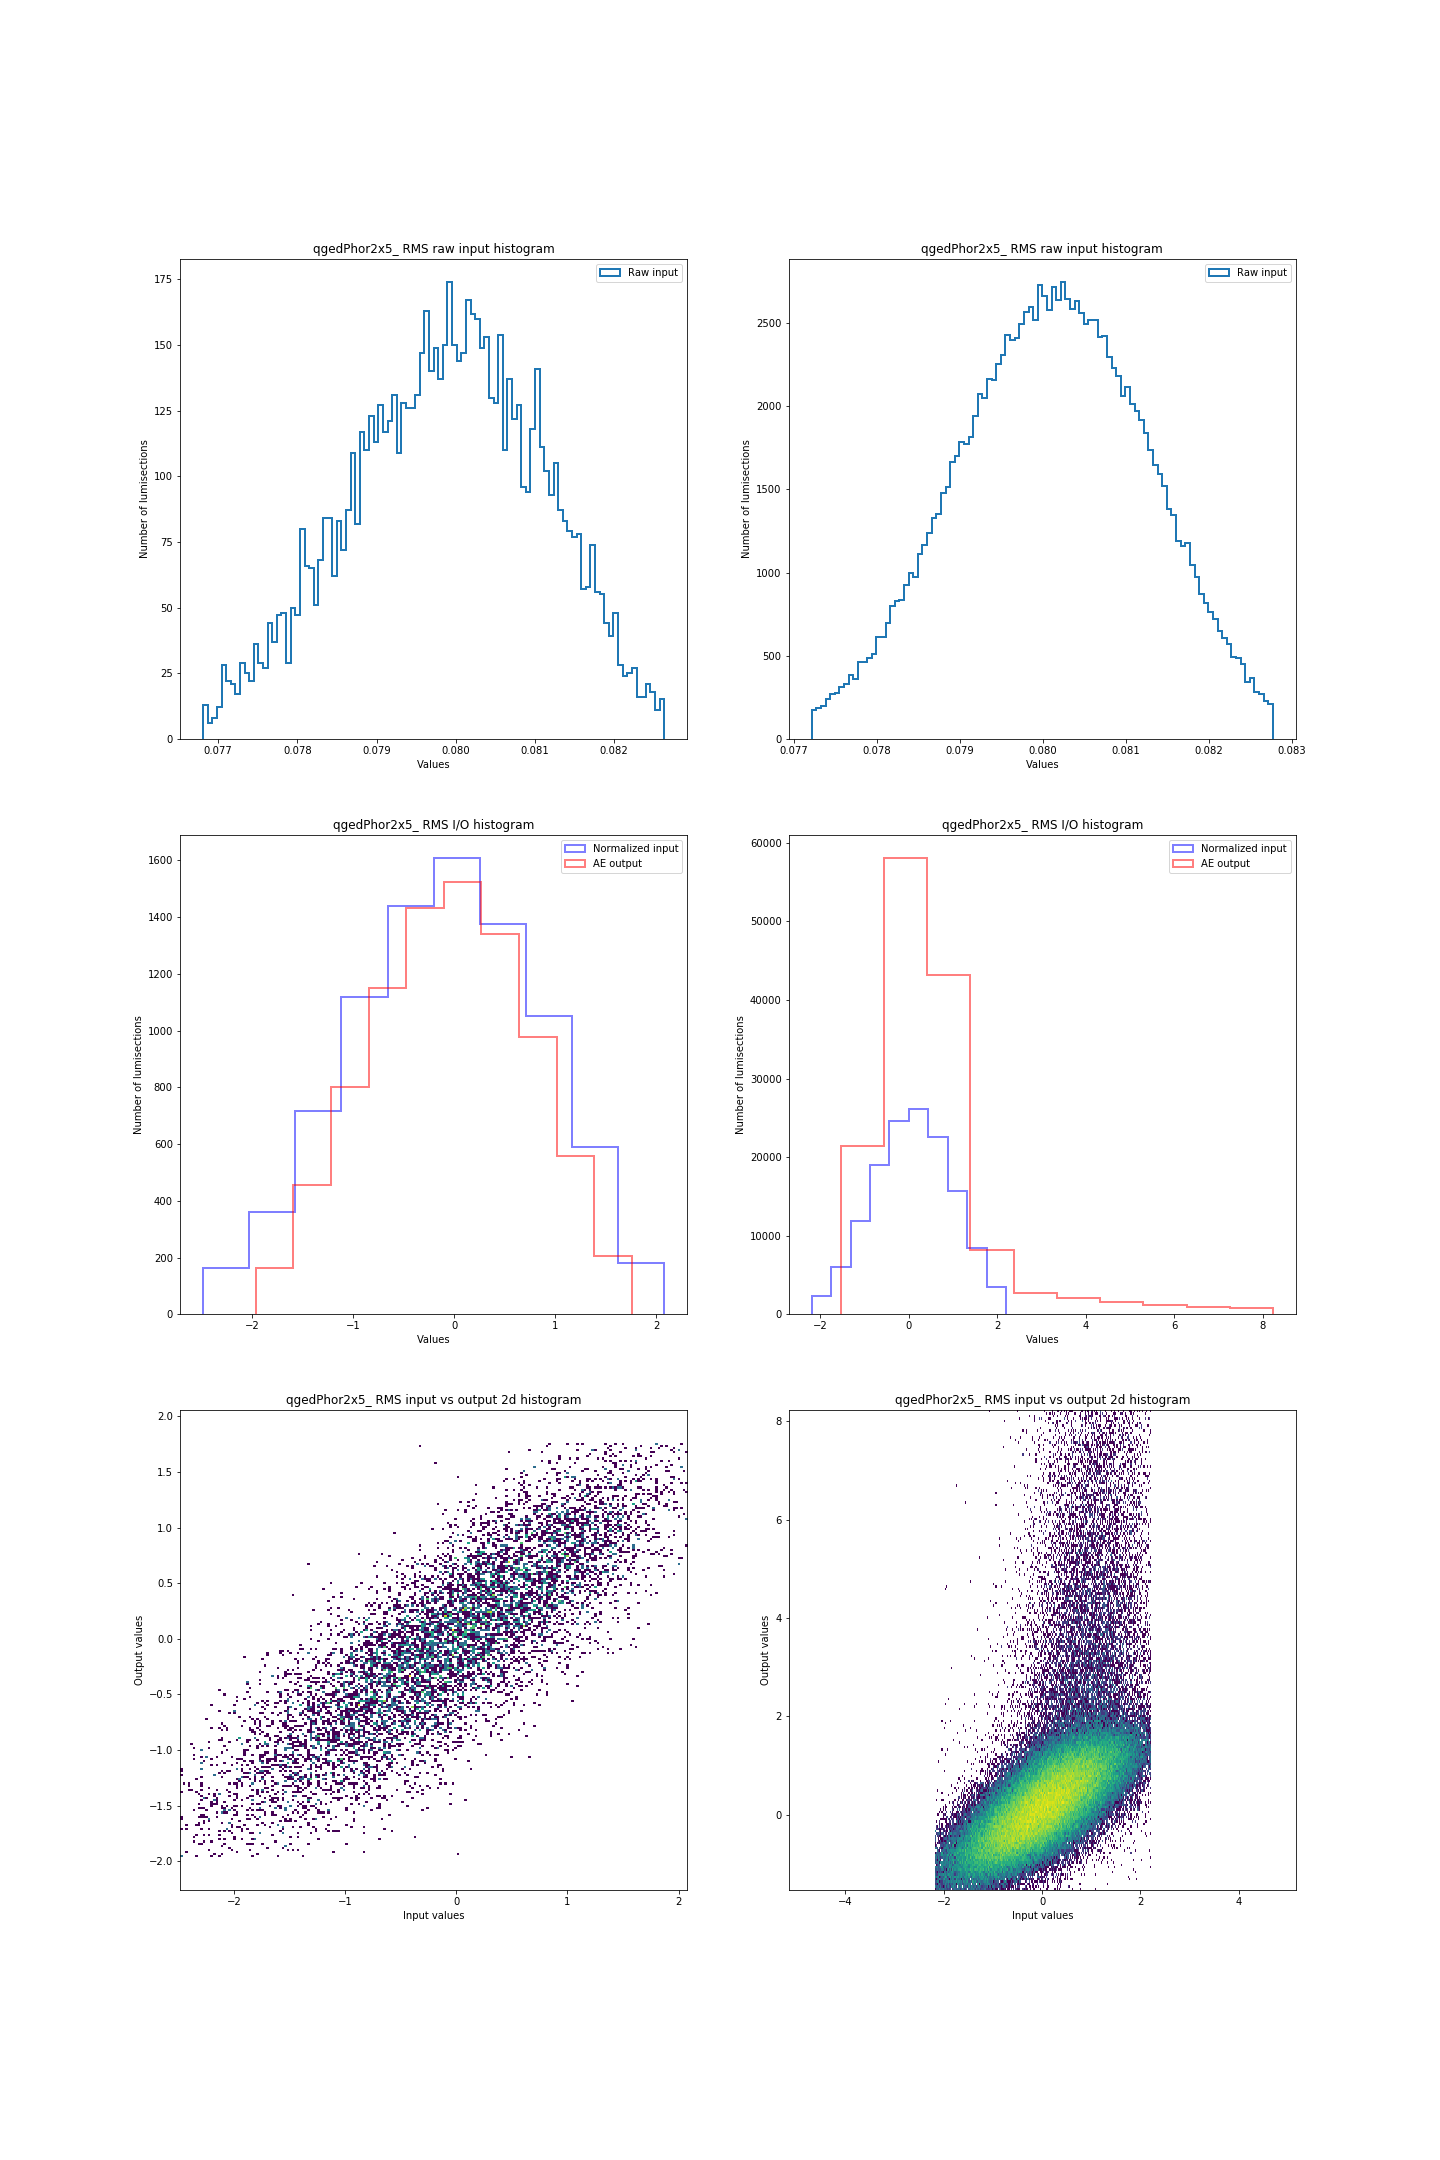 qgedPhor2x5_ RMS raw input histogram
Raw input
175
150
125
100
75
50
25
0
Number of lumisections
0.077 0.078 0.079 0.080 0.081 0.082
Values
qgedPhor2x5_ RMS raw input histogram
Raw input
2500
2000
1500
1000
500
0
Number of lumisections
0.077 0.078 0.079 0.080 0.081 0.082 0.083
Values
qgedPhor2x5_ RMS I/O histogram
Normalized input
AE output
1600
1400
1200
1000
800
600
400
200
0
Number of lumisections
−2 −1 0 1 2
Values
qgedPhor2x5_ RMS I/O histogram
Normalized input
AE output
60000
50000
40000
30000
20000
10000
0
Number of lumisections
−2 0 2 4 6 8
Values
qgedPhor2x5_ RMS input vs output 2d histogram
2.0
1.5
1.0
0.5
0.0
−0.5
−1.0
−1.5
−2.0
Output values
−2 −1 0 1 2
Input values
qgedPhor2x5_ RMS input vs output 2d histogram
8
6
4
2
0
Output values
−4 −2 0 2 4
Input values